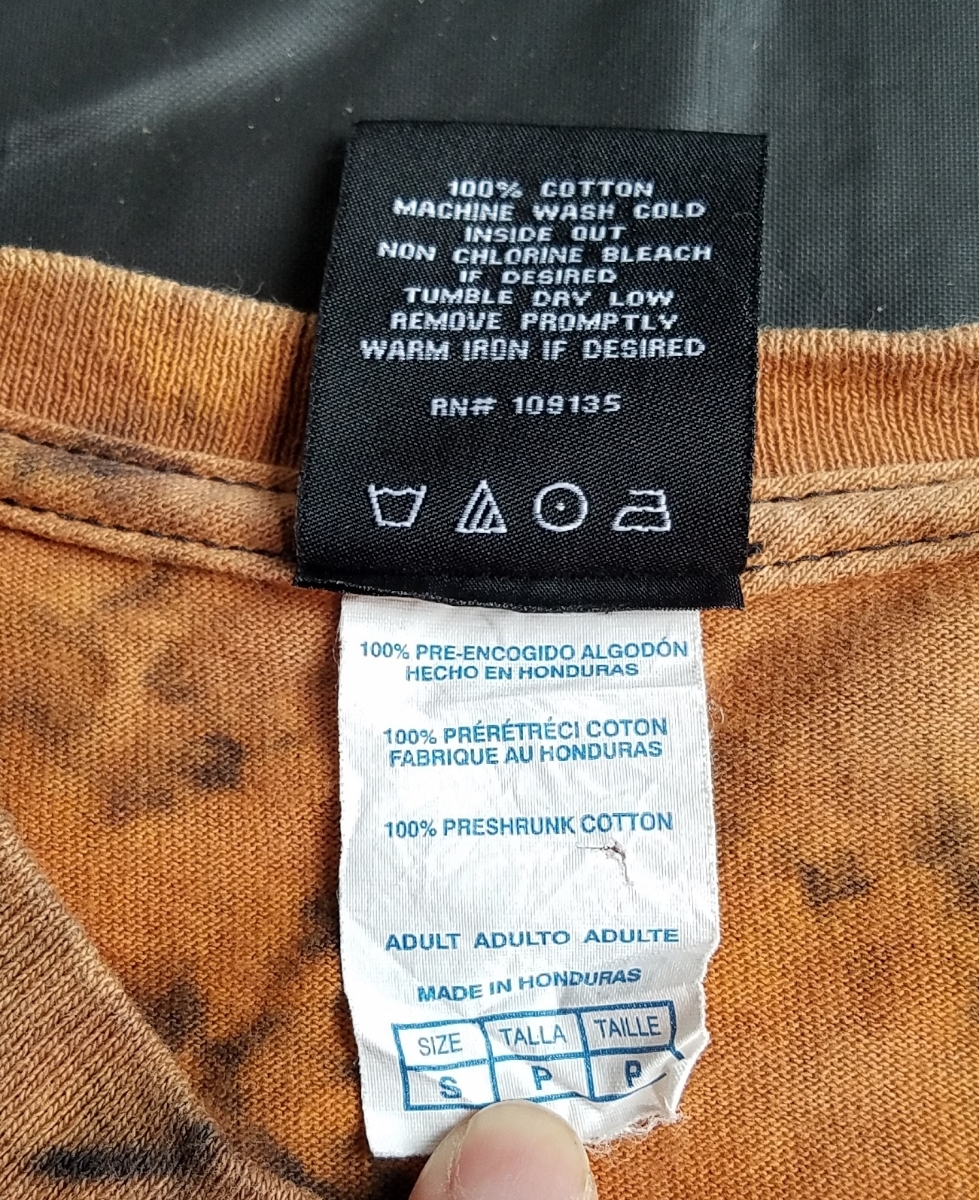 100% COTTON
MACHINE WASH COLD
INSIDE OUT
NON CHLORINE BLEACH
IF DESIRED
TUMBLE DRY LOW
REMOVE PROMPTLY
WARM IRON IF DESIRED
RN# 109135
100% PRE-ENCOGIDO ALGODÓN
HECHO EN HONDURAS
100% PRÉRÉTRÉCI COTON
FABRIQUE AU HONDURAS
100% PRESHRUNK COTTON
ADULT ADULTO ADULTE
MADE IN HONDURAS
SIZE TALLA TAILLE
S P P